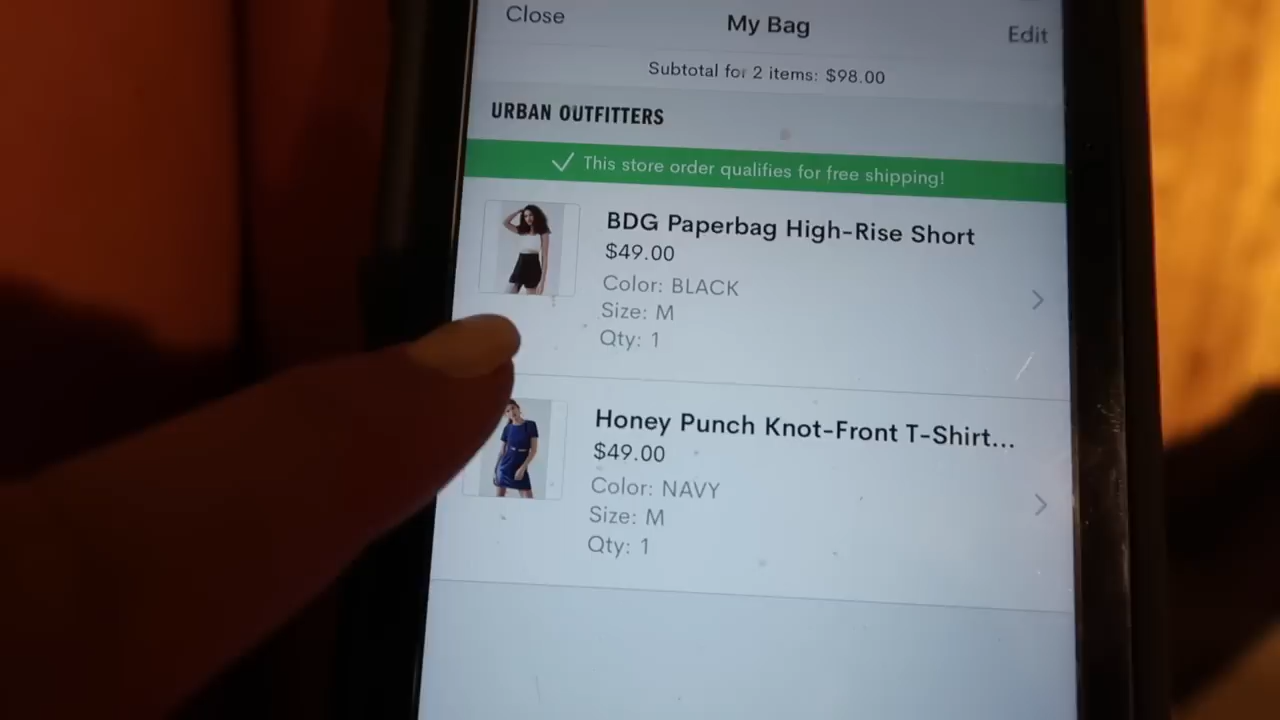 Close
My Bag
Edit
Subtotal for 2 items: $98.00
URBAN OUTFITTERS
This store order qualifies for free shipping!
BDG Paperbag High-Rise Short
$49.00
Color: BLACK
Size: M
Qty: 1
Honey Punch Knot-Front T-Shirt...
$49.00
Color: NAVY
Size: M
Qty: 1